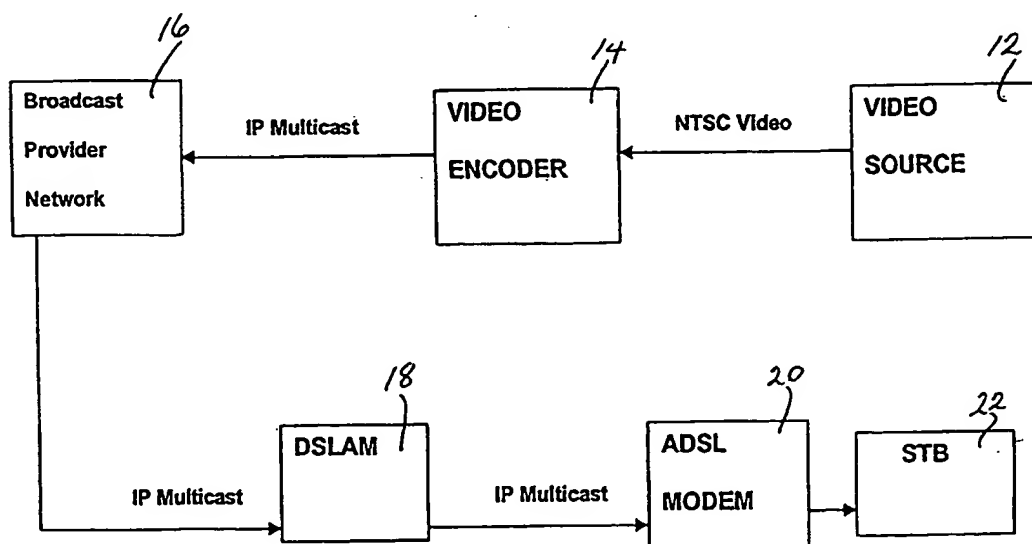 16
14
12
Broadcast
Provider
Network
IP Multicast
VIDEO
ENCODER
NTSC Video
VIDEO
SOURCE
18
20
22
DSLAM
ADSL
MODEM
STB
IP Multicast
IP Multicast